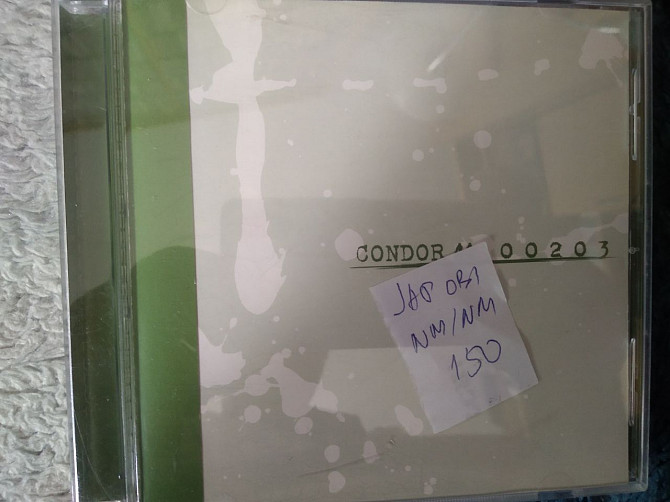 CONDOR 00203
JAP OBI
NM/NM
150